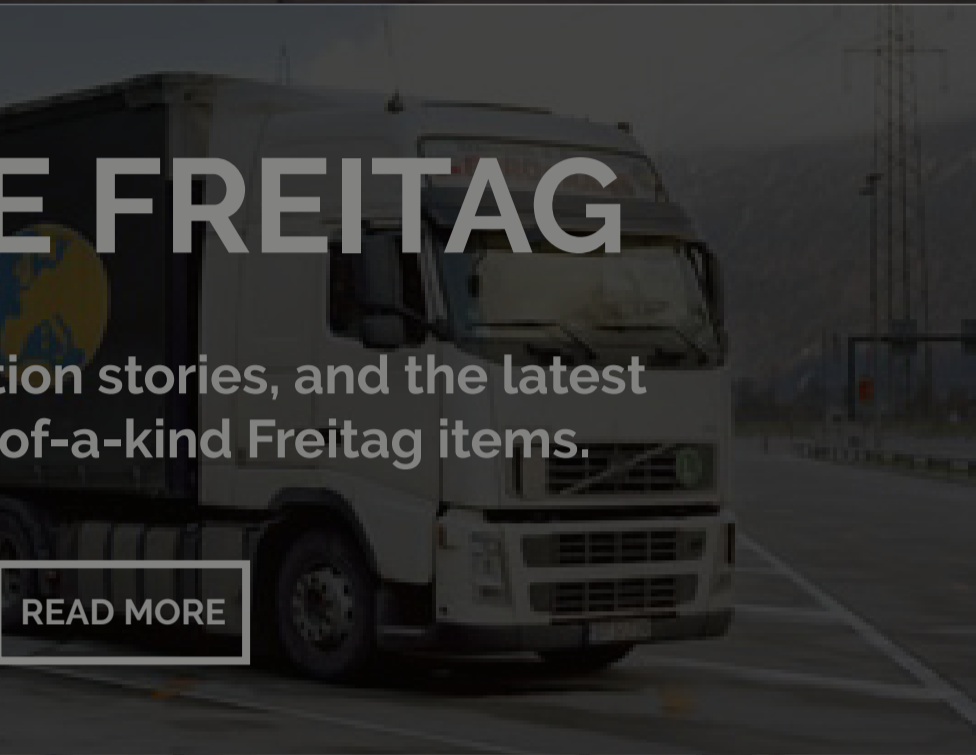 E FREITAG
tion stories, and the latest
of-a-kind Freitag items.
READ MORE